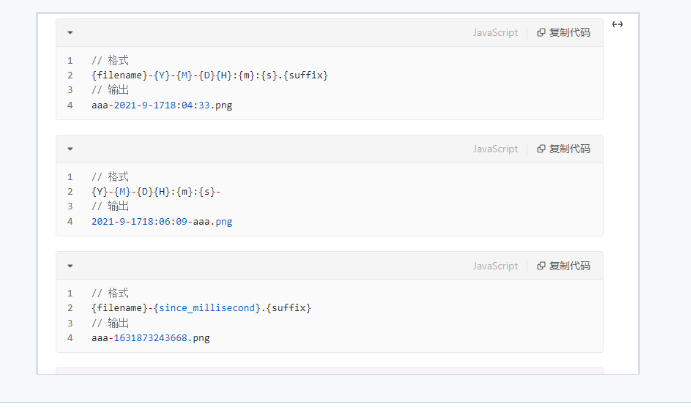 JavaScript 复制代码
1 // 格式
2 {filename}-{Y}-{M}-{D}{H}:{m}:{s}.{suffix}
3 // 输出
4 aaa-2021-9-1718:04:33.png
JavaScript 复制代码
1 // 格式
2 {Y}-{M}-{D}{H}:{m}:{s}-
3 // 输出
4 2021-9-1718:06:09-aaa.png
JavaScript 复制代码
1 // 格式
2 {filename}-{since_millisecond}.{suffix}
3 // 输出
4 aaa-1631873243668.png